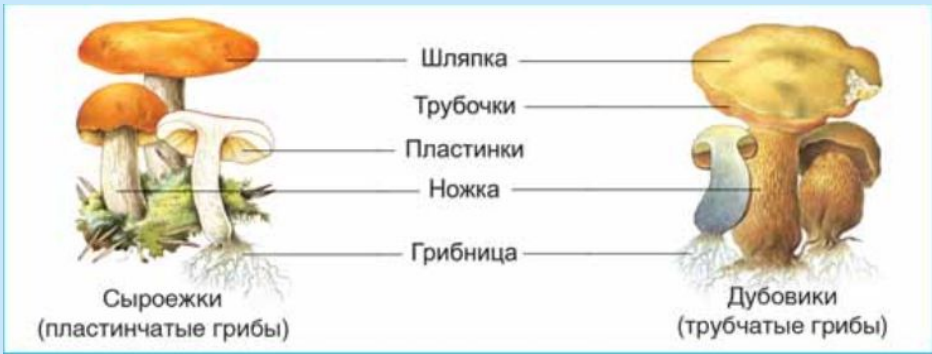 Шляпка
Трубочки
Пластинки
Ножка
Грибница
Сыроежки
(пластинчатые грибы)
Дубовики
(трубчатые грибы)